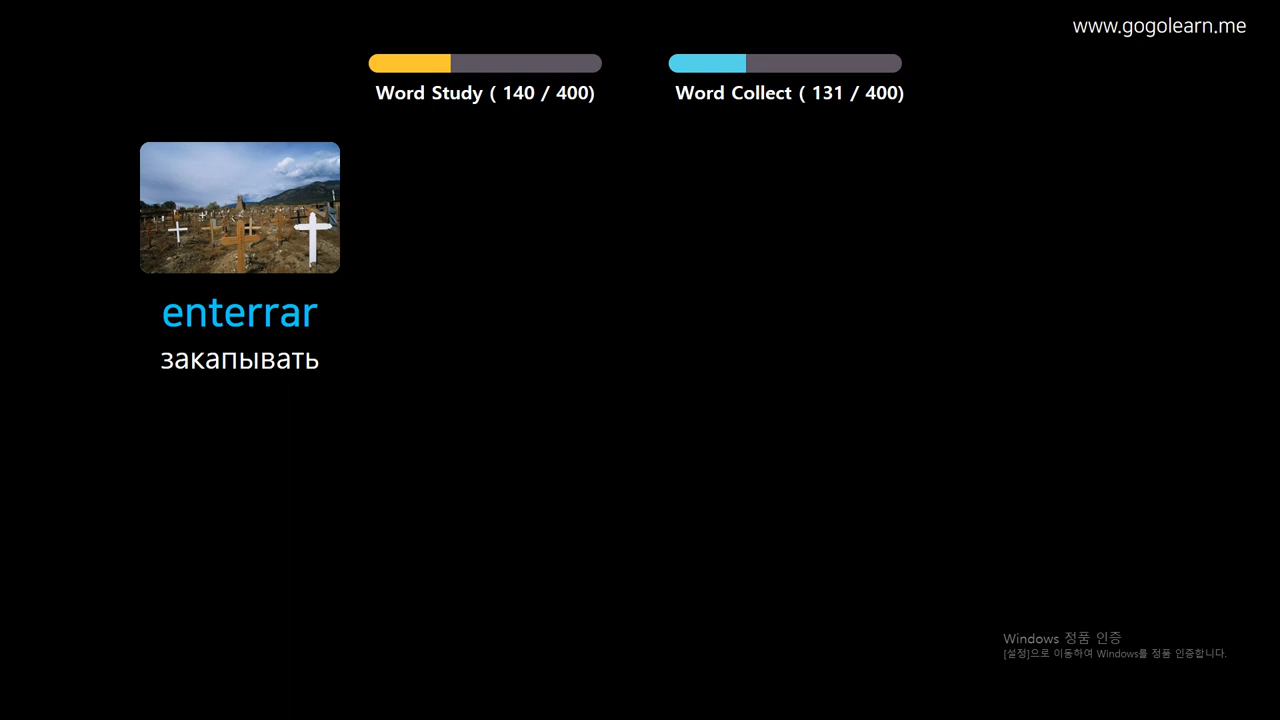 www.gogolearn.me
Word Study ( 140 / 400)
Word Collect ( 131 / 400)
enterrar
закапывать
Windows 정품 인증
[설정]으로 이동하여 Windows를 정품 인증합니다.